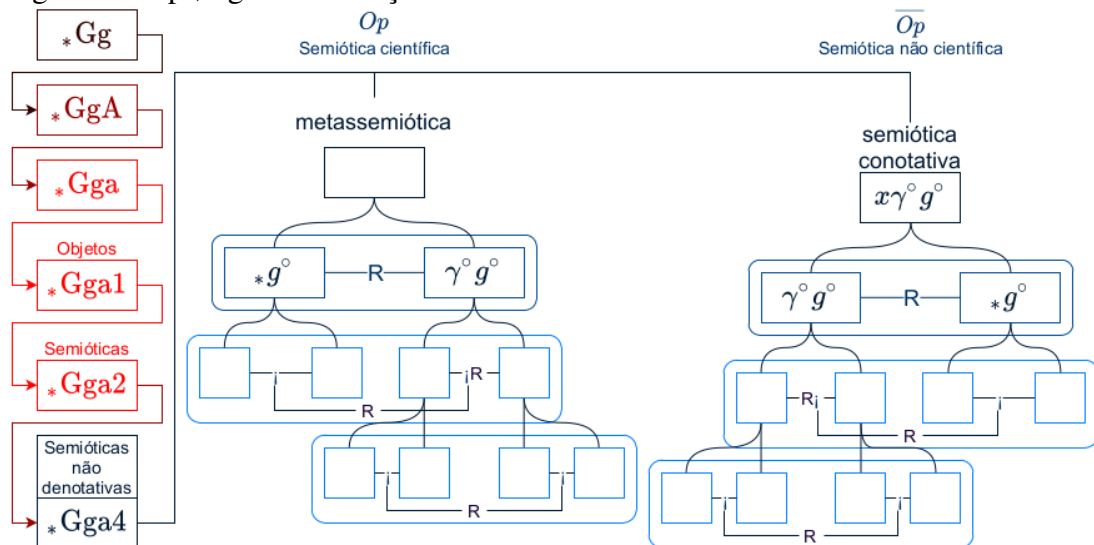 *Gg
*GgA
*Gga
Objetos
*Gga1
Semióticas
*Gga2
Semióticas
não
denotativas
*Gga4
Op
Semiótica científica
metassemiótica
*g° R γ°g°
¡ ¡R
R
¡ ¡
R
O̅p̅
Semiótica não científica
semiótica
conotativa
xγ°g°
γ°g° R *g°
R¡ ¡
R
¡ ¡
R